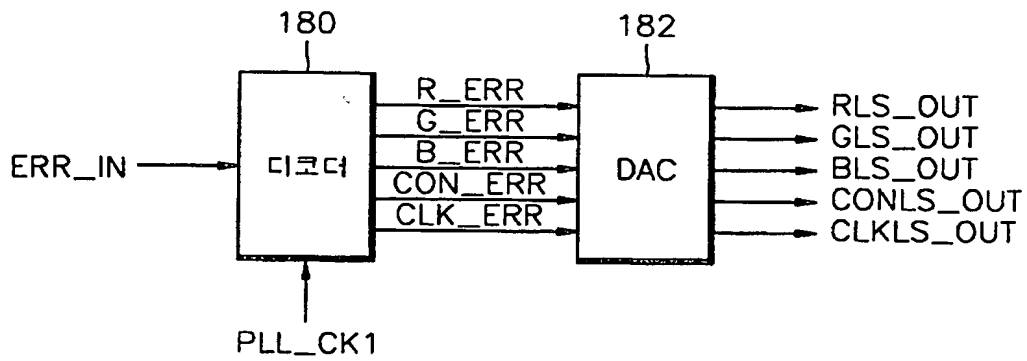 180
182
R_ERR
G_ERR
B_ERR
CON_ERR
CLK_ERR
ERR_IN
디코더
DAC
RLS_OUT
GLS_OUT
BLS_OUT
CONLS_OUT
CLKLS_OUT
PLL_CK1